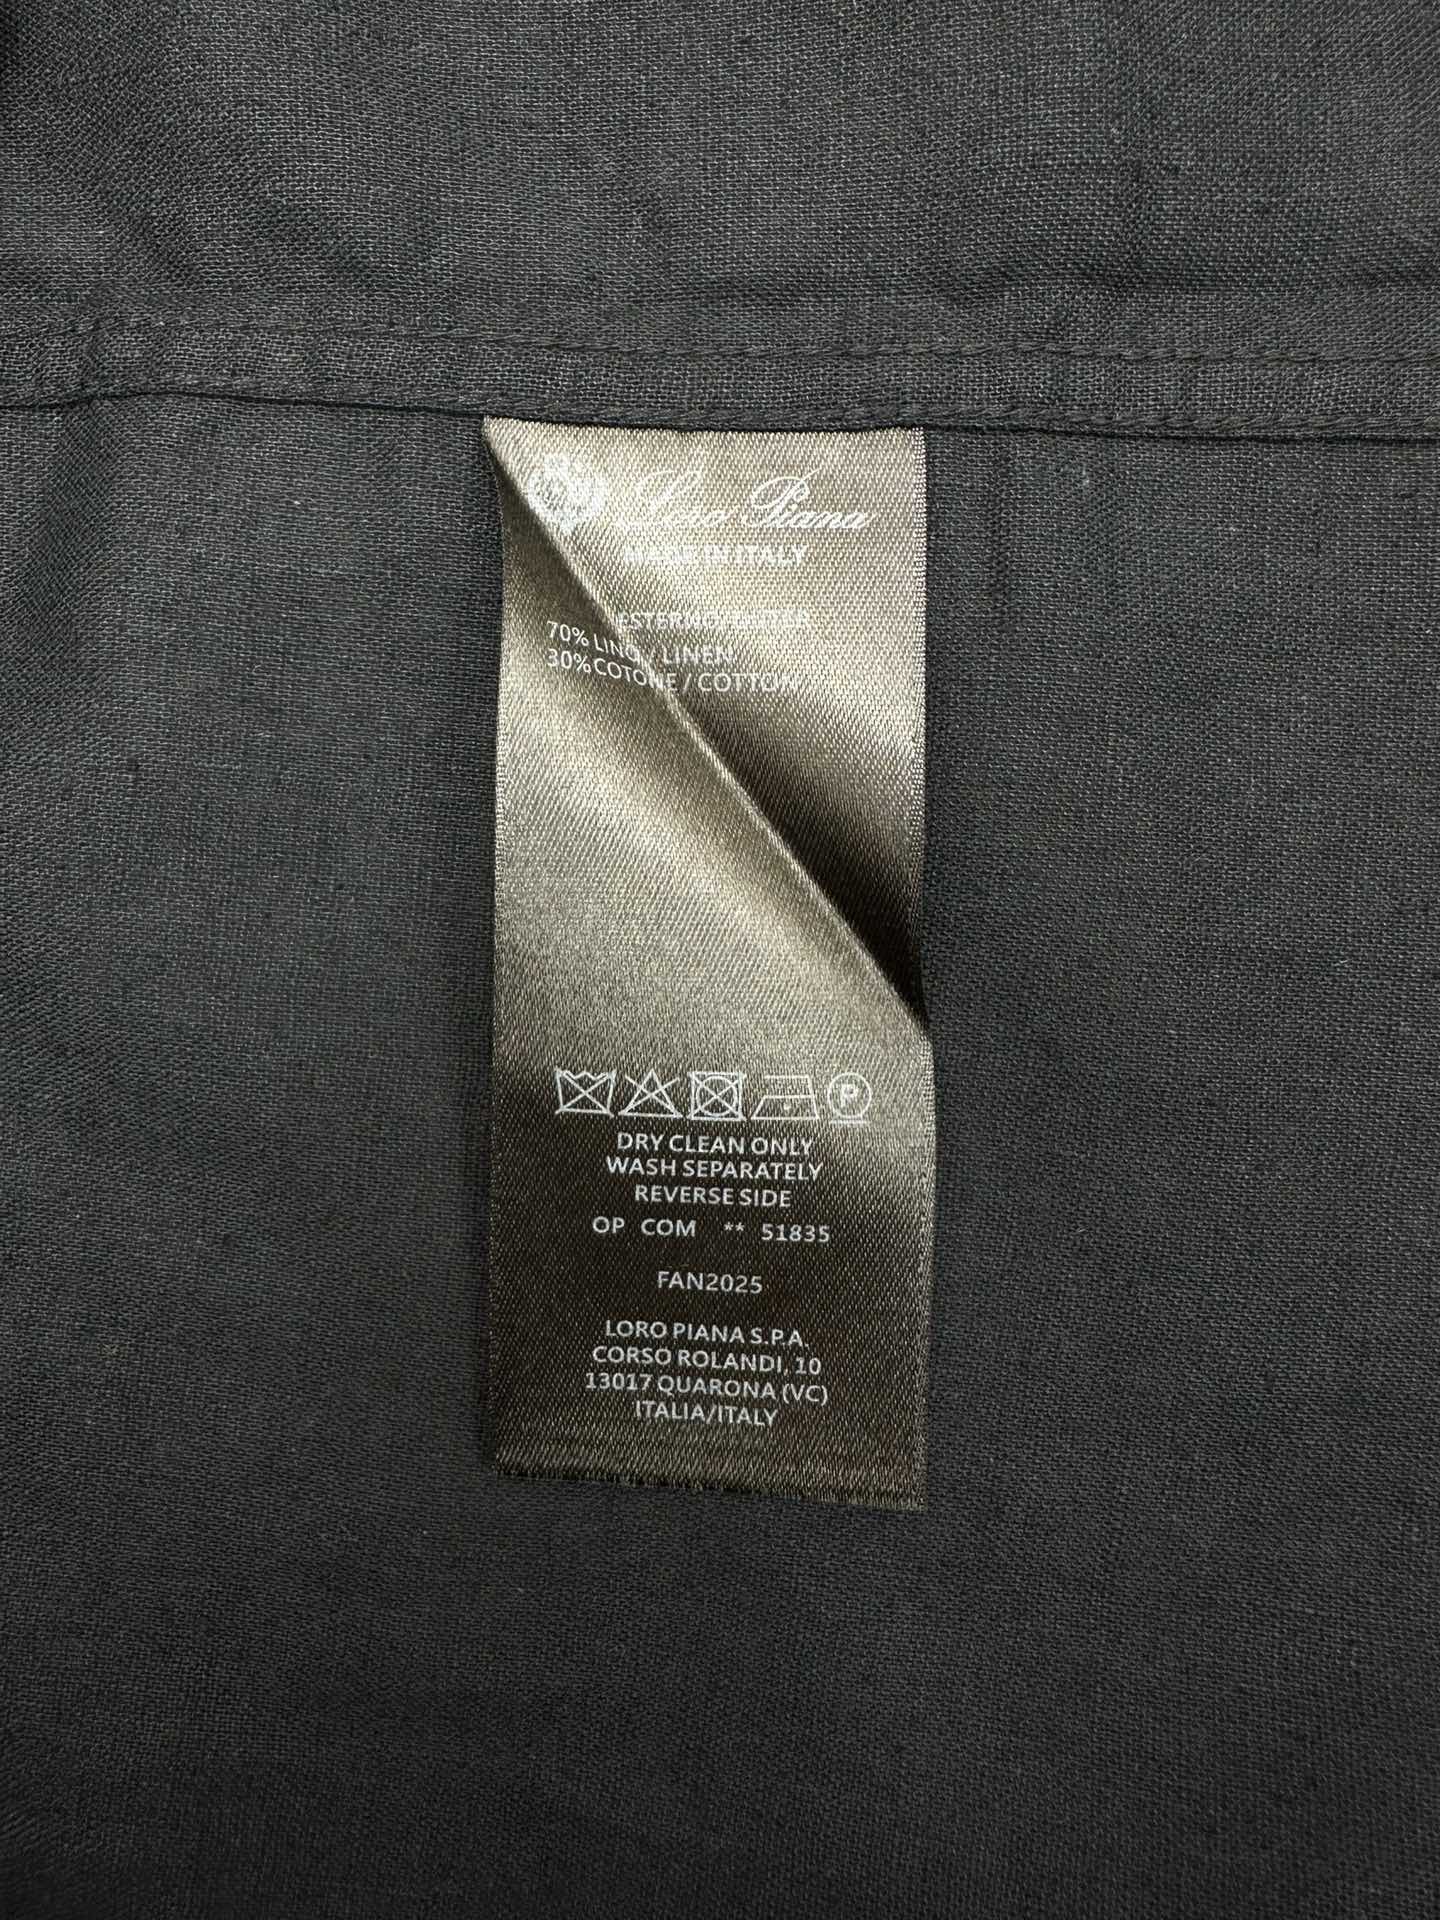 Loro Piana
MADE IN ITALY
ESTERNO/OUTER
70% LINO / LINEN
30% COTONE / COTTON
P
DRY CLEAN ONLY
WASH SEPARATELY
REVERSE SIDE
OP COM ** 51835
FAN2025
LORO PIANA S.P.A.
CORSO ROLANDI, 10
13017 QUARONA (VC)
ITALIA/ITALY